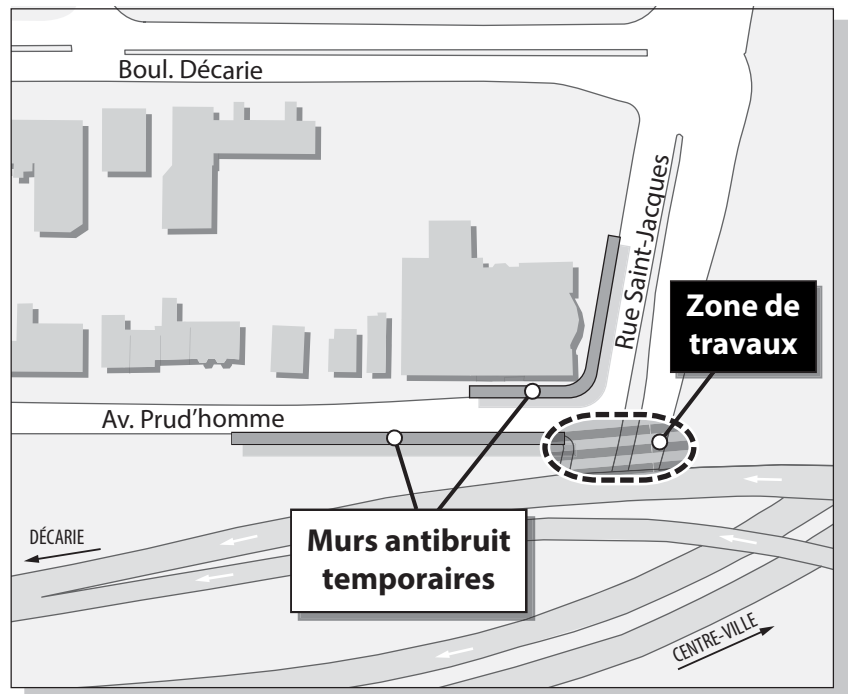 Boul. Décarie
Rue Saint-Jacques
Zone de
travaux
Av. Prud'homme
Murs antibruit
temporaires
DÉCARIE
CENTRE-VILLE